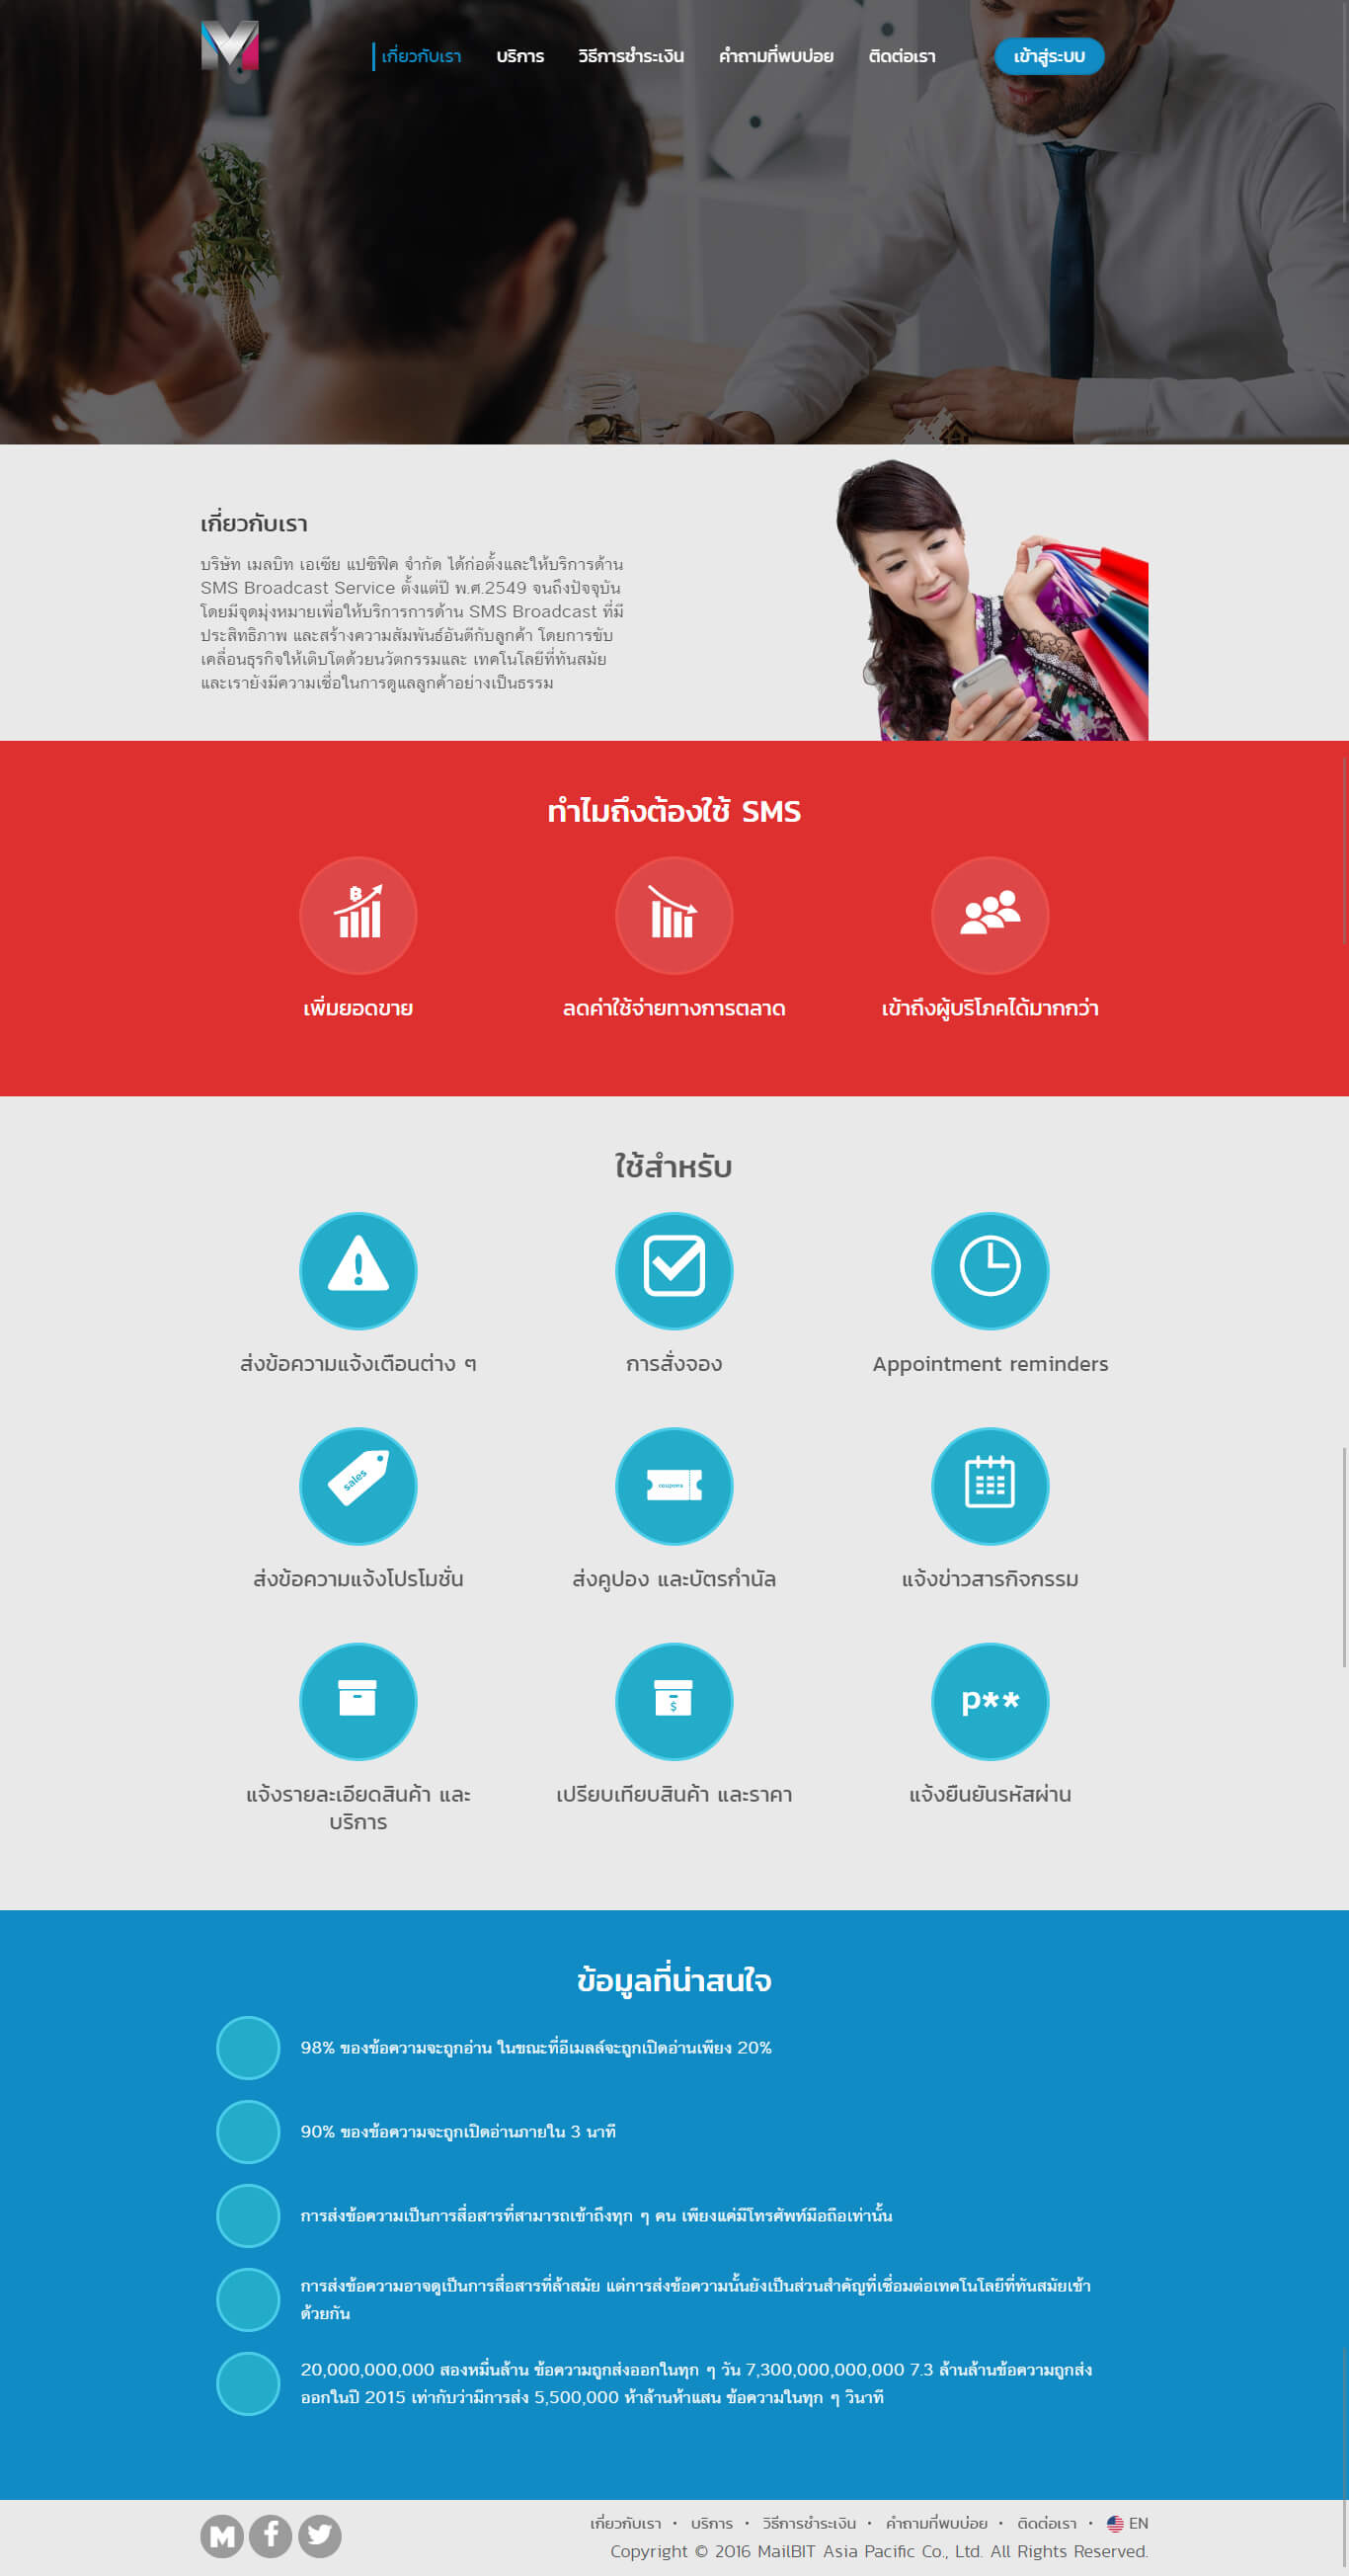 เกี่ยวกับเรา
บริการ
วิธีการชำระเงิน
คำถามที่พบบ่อย
ติดต่อเรา
เข้าสู่ระบบ
เกี่ยวกับเรา
บริษัท เมลบิท เอเซีย แปซิฟิค จำกัด ได้ก่อตั้งและให้บริการด้าน
SMS Broadcast Service ตั้งแต่ปี พ.ศ.2549 จนถึงปัจจุบัน
โดยมีจุดมุ่งหมายเพื่อให้บริการการด้าน SMS Broadcast ที่มี
ประสิทธิภาพ และสร้างความสัมพันธ์อันดีกับลูกค้า โดยการขับ
เคลื่อนธุรกิจให้เติบโตด้วยนวัตกรรมและ เทคโนโลยีที่ทันสมัย
และเรายังมีความเชื่อในการดูแลลูกค้าอย่างเป็นธรรม
ทำไมถึงต้องใช้ SMS
เพิ่มยอดขาย
ลดค่าใช้จ่ายทางการตลาด
เข้าถึงผู้บริโภคได้มากกว่า
ใช้สำหรับ
ส่งข้อความแจ้งเตือนต่าง ๆ
การสั่งจอง
Appointment reminders
sales
coupons
ส่งข้อความแจ้งโปรโมชั่น
ส่งคูปอง และบัตรกำนัล
แจ้งข่าวสารกิจกรรม
$
p**
แจ้งรายละเอียดสินค้า และ
บริการ
เปรียบเทียบสินค้า และราคา
แจ้งยืนยันรหัสผ่าน
ข้อมูลที่น่าสนใจ
98% ของข้อความจะถูกอ่าน ในขณะที่อีเมลล์จะถูกเปิดอ่านเพียง 20%
90% ของข้อความจะถูกเปิดอ่านภายใน 3 นาที
การส่งข้อความเป็นการสื่อสารที่สามารถเข้าถึงทุก ๆ คน เพียงแค่มีโทรศัพท์มือถือเท่านั้น
การส่งข้อความอาจดูเป็นการสื่อสารที่ล้าสมัย แต่การส่งข้อความนั้นยังเป็นส่วนสำคัญที่เชื่อมต่อเทคโนโลยีที่ทันสมัยเข้า
ด้วยกัน
20,000,000,000 สองหมื่นล้าน ข้อความถูกส่งออกในทุก ๆ วัน 7,300,000,000,000 7.3 ล้านล้านข้อความถูกส่ง
ออกในปี 2015 เท่ากับว่ามีการส่ง 5,500,000 ห้าล้านห้าแสน ข้อความในทุก ๆ วินาที
เกี่ยวกับเรา • บริการ • วิธีการชำระเงิน • คำถามที่พบบ่อย • ติดต่อเรา • EN
Copyright © 2016 MailBIT Asia Pacific Co., Ltd. All Rights Reserved.